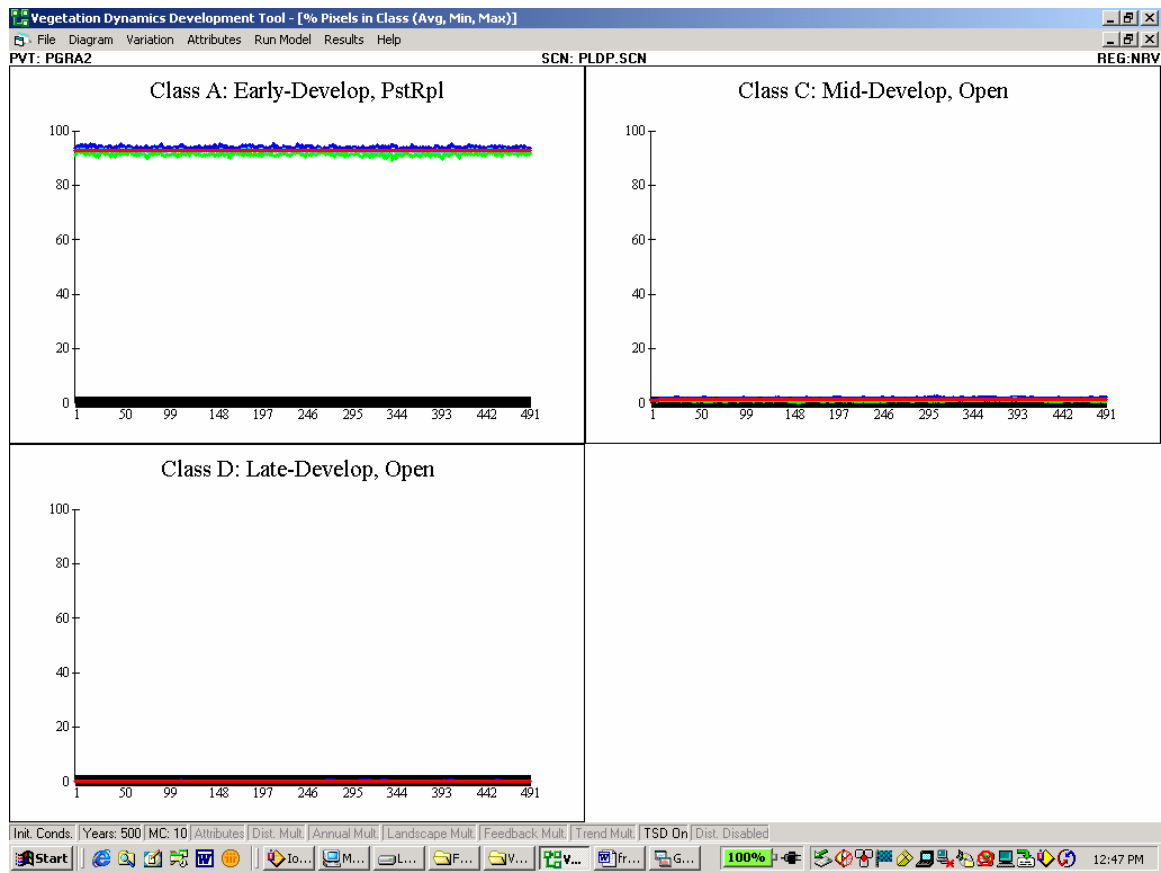 Vegetation Dynamics Development Tool - [% Pixels in Class (Avg, Min, Max)]
File Diagram Variation Attributes Run Model Results Help
PVT: PGRA2 SCN: PLDP.SCN REG:NRV
Class A: Early-Develop, PstRpl
100
80
60
40
20
0
1 50 99 148 197 246 295 344 393 442 491
Class C: Mid-Develop, Open
100
80
60
40
20
0
1 50 99 148 197 246 295 344 393 442 491
Class D: Late-Develop, Open
100
80
60
40
20
0
1 50 99 148 197 246 295 344 393 442 491
Init. Conds. Years: 500 MC: 10 Attributes Dist. Mult. Annual Mult. Landscape Mult. Feedback Mult. Trend Mult. TSD On Dist. Disabled
Start Io... M... L... F... V... v... fr... G... 100% 12:47 PM